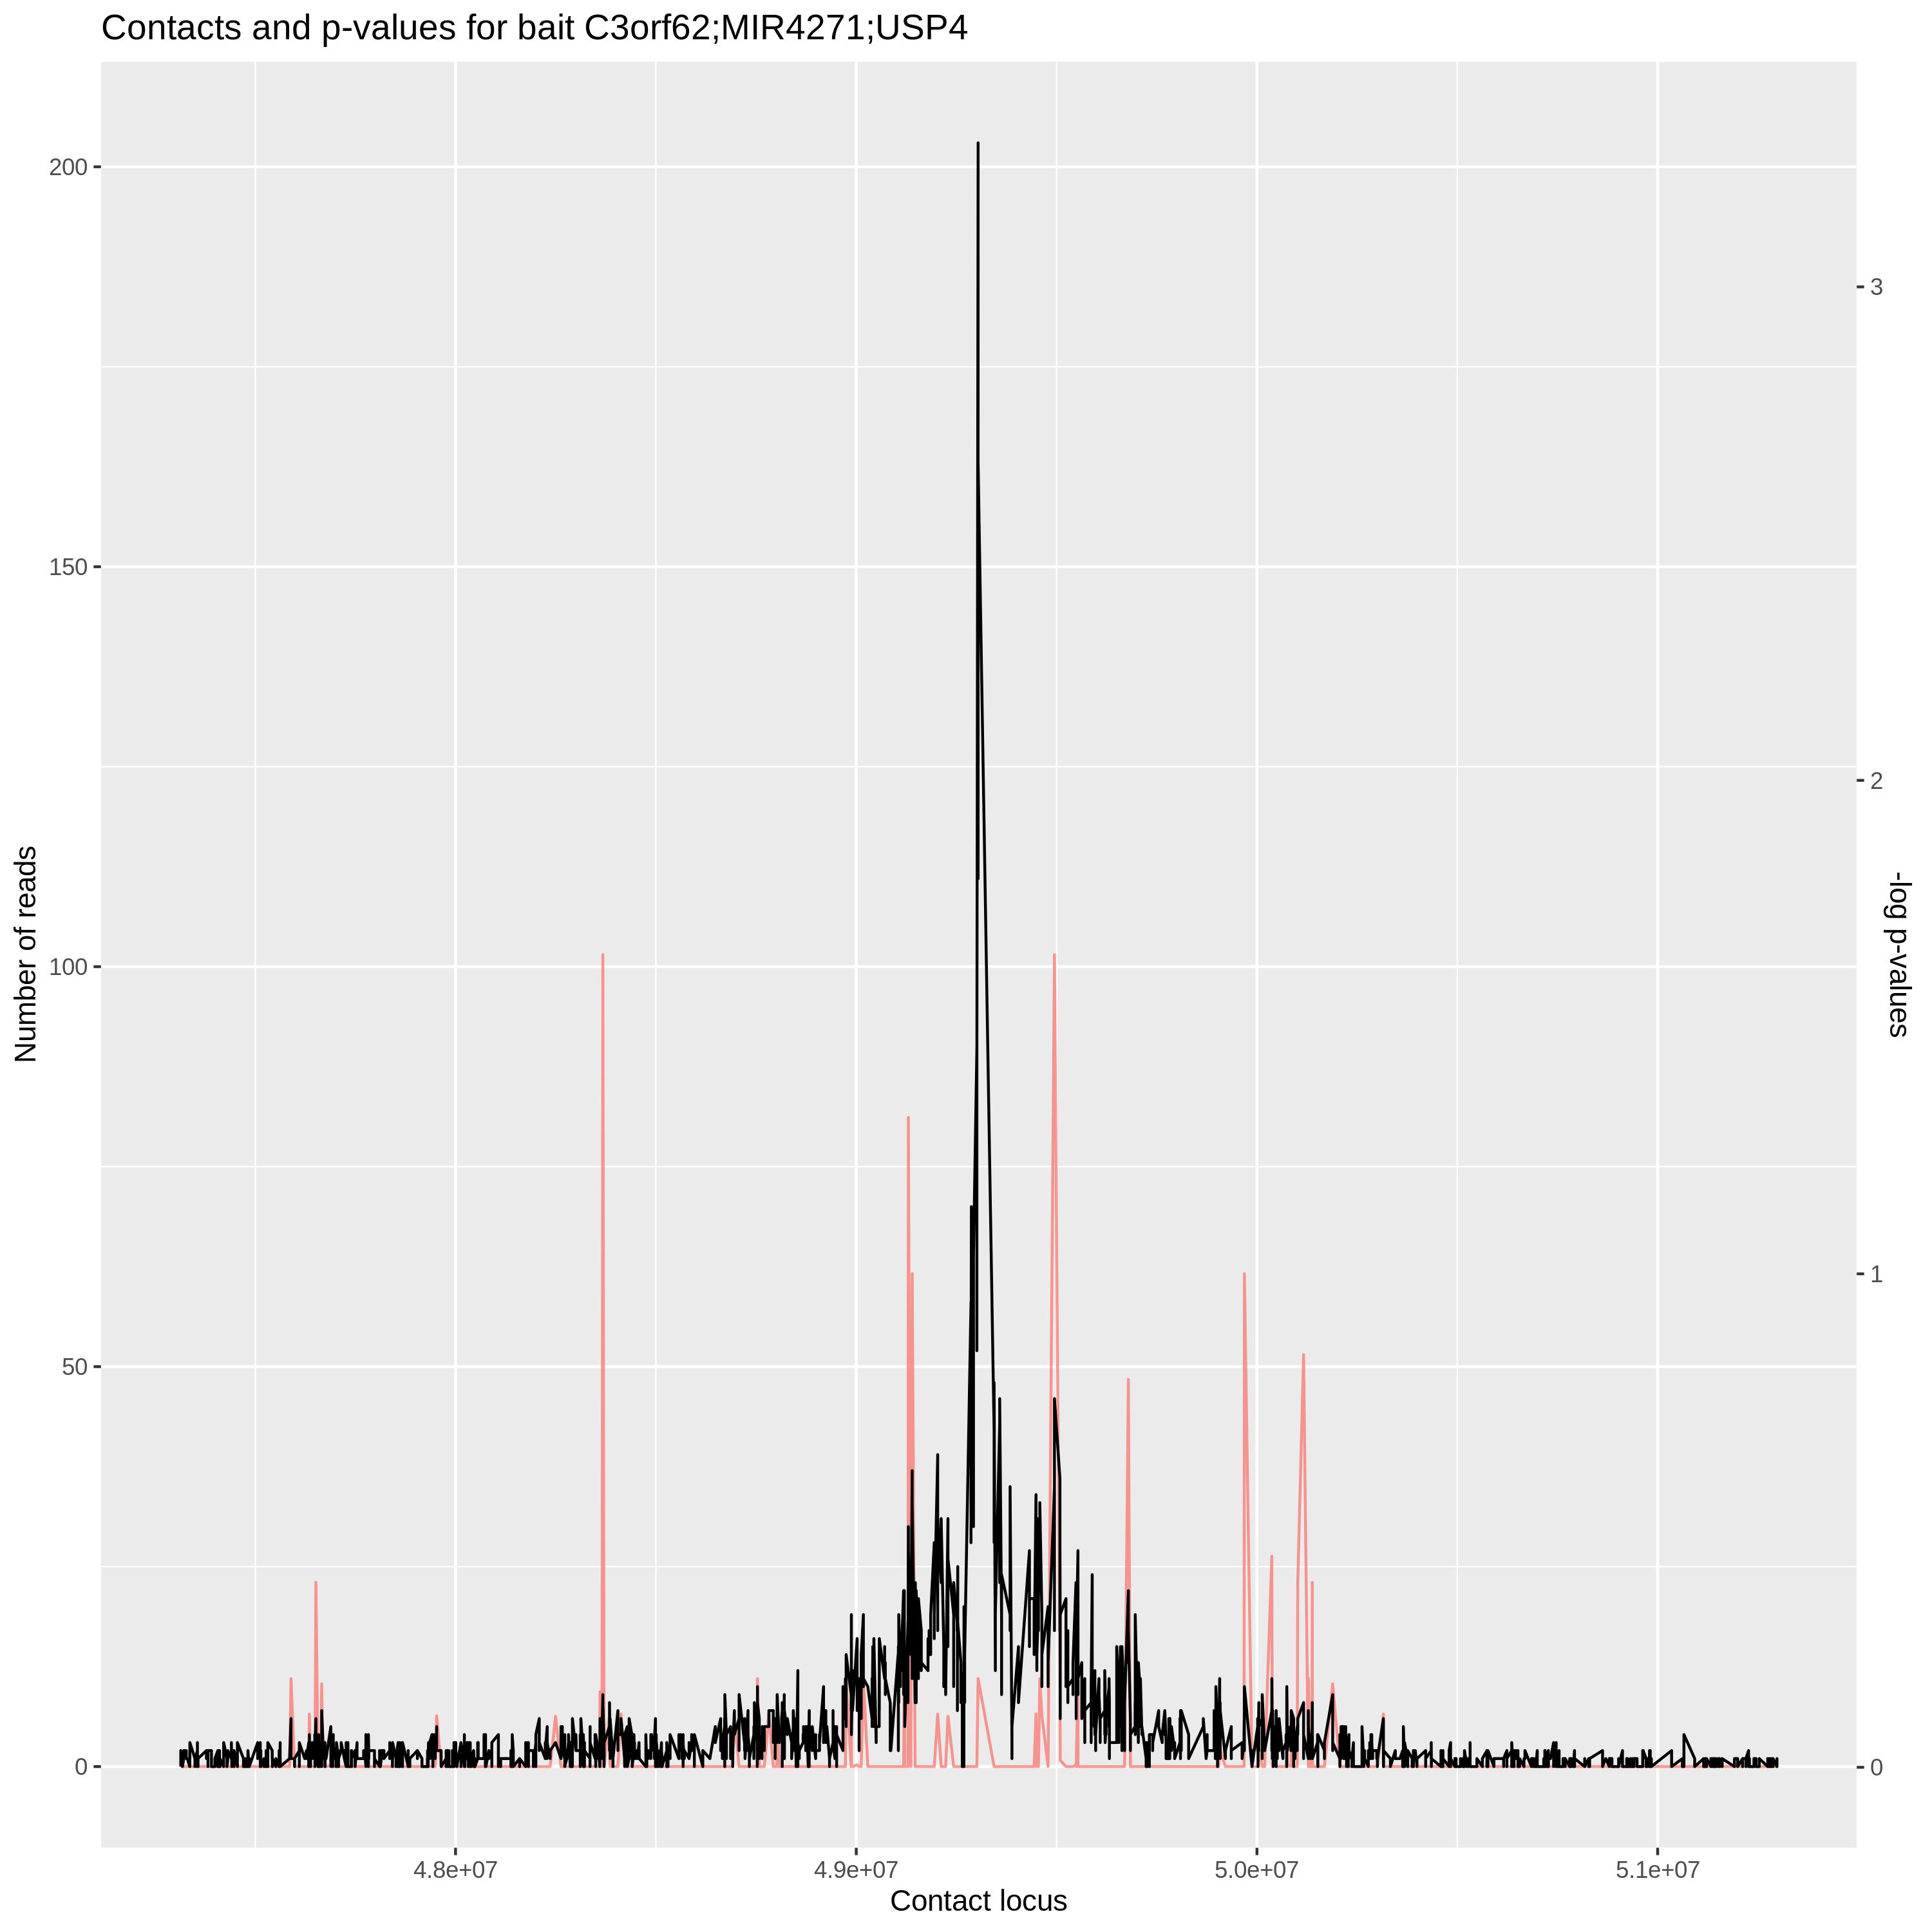 Contacts and p-values for bait C3orf62;MIR4271;USP4
Number of reads
200
150
100
50
0
3
2
1
0
-log p-values
4.8e+07
4.9e+07
5.0e+07
5.1e+07
Contact locus